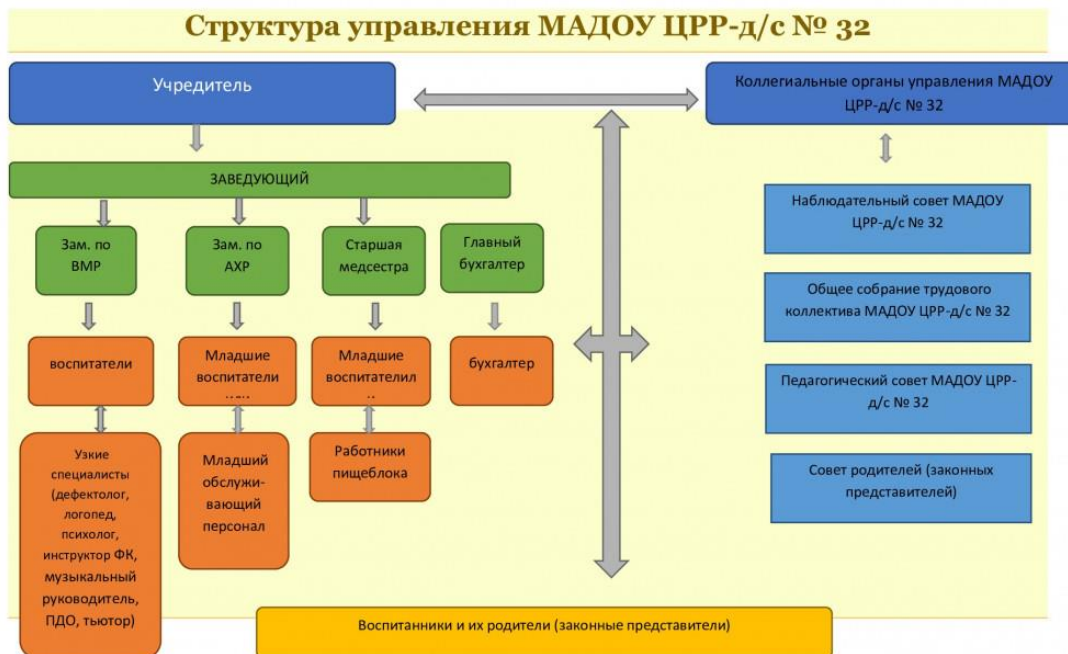 Структура управления МАДОУ ЦРР-д/с № 32
Учредитель
Коллегиальные органы управления МАДОУ
ЦРР-д/с № 32
ЗАВЕДУЮЩИЙ
Зам. по
ВМР
Зам. по
АХР
Старшая
медсестра
Главный
бухгалтер
воспитатели
Младшие
воспитатели
Младшие
воспитателил
и
бухгалтер
Узкие
специалисты
(дефектолог,
логопед,
психолог,
инструктор ФК,
музыкальный
руководитель,
ПДО, тьютор)
Младший
обслужи-
вающий
персонал
Работники
пищеблока
Наблюдательный совет МАДОУ
ЦРР-д/с № 32
Общее собрание трудового
коллектива МАДОУ ЦРР-д/с № 32
Педагогический совет МАДОУ ЦРР-
д/с № 32
Совет родителей (законных
представителей)
Воспитанники и их родители (законные представители)